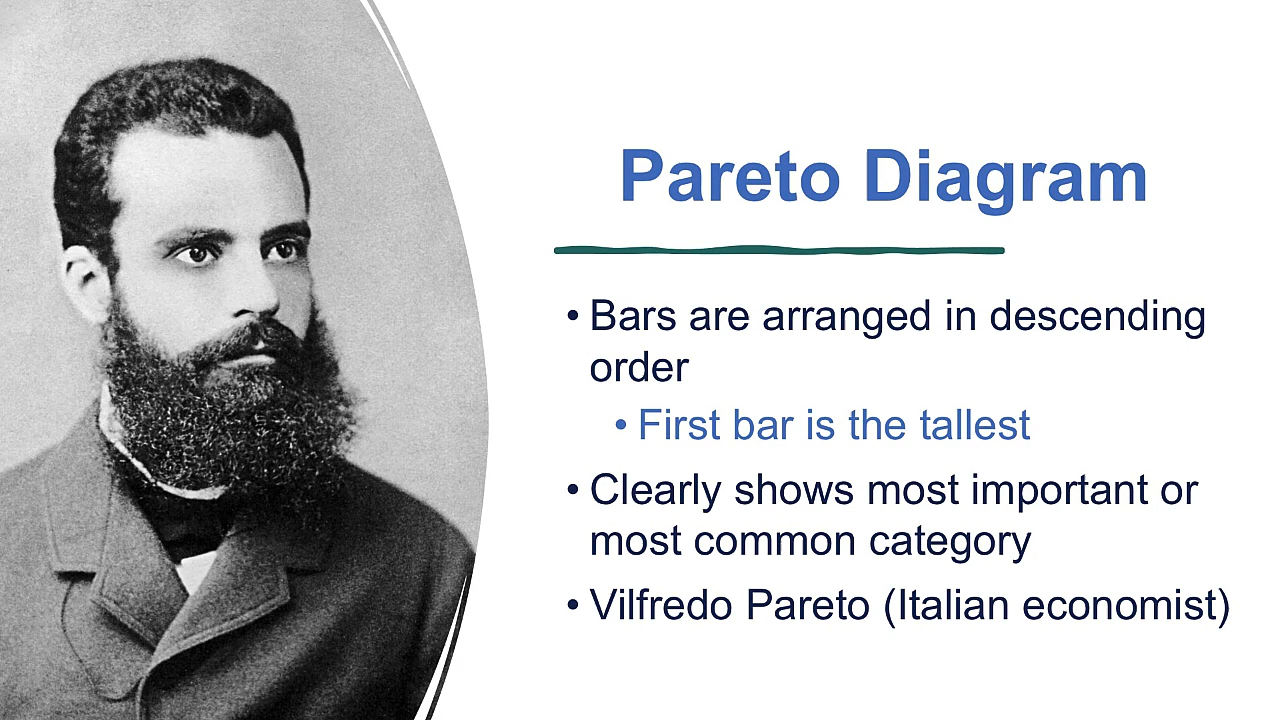 Pareto Diagram
• Bars are arranged in descending
order
• First bar is the tallest
• Clearly shows most important or
most common category
• Vilfredo Pareto (Italian economist)